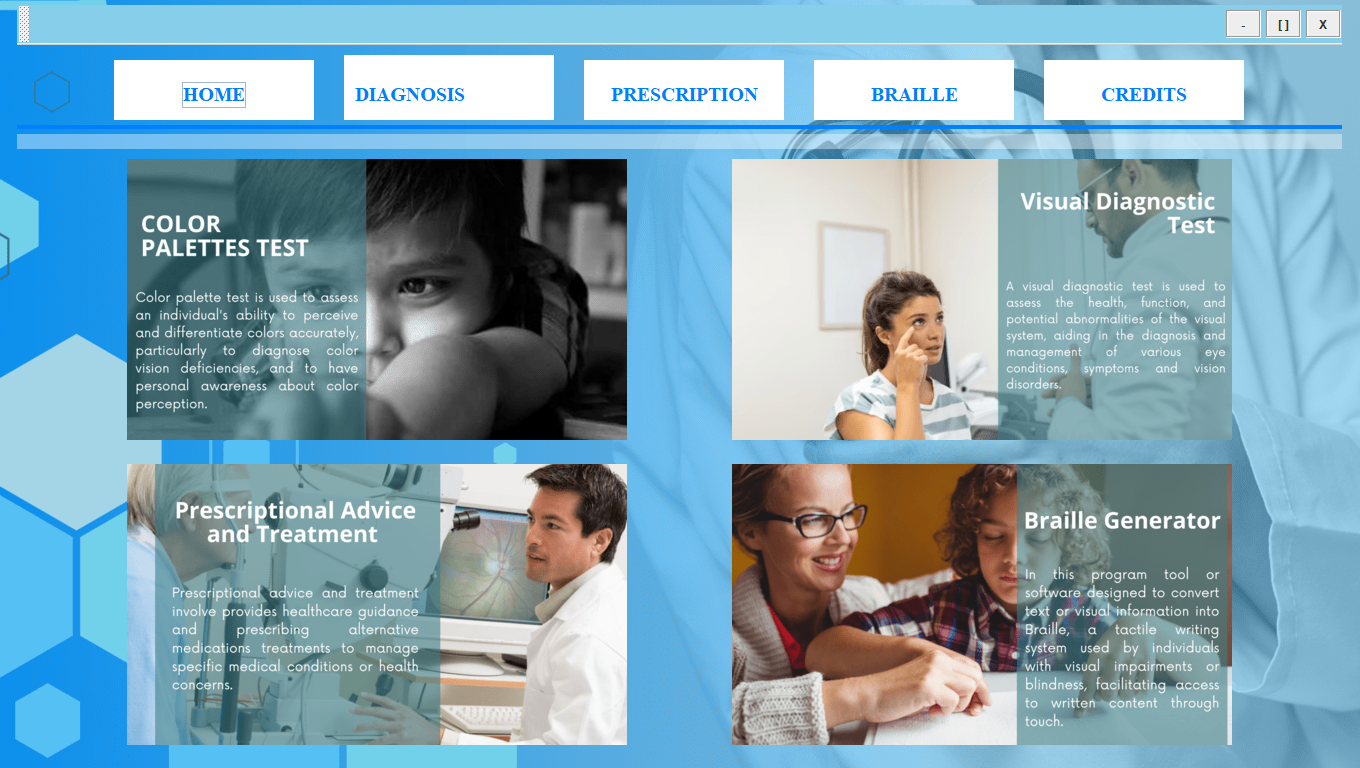 - [ ] X
HOME DIAGNOSIS PRESCRIPTION BRAILLE CREDITS
COLOR
PALETTES TEST
Color palette test is used to assess
an individual's ability to perceive
and differentiate colors accurately,
particularly to diagnose color
vision deficiencies, and to have
personal awareness about color
perception.
Visual Diagnostic
Test
A visual diagnostic test is used to
assess the health, function, and
potential abnormalities of the visual
system, aiding in the diagnosis and
management of various eye
conditions, symptoms and vision
disorders.
Prescriptional Advice
and Treatment
Prescriptional advice and treatment
involve provides healthcare guidance
and prescribing alternative
medications treatments to manage
specific medical conditions or health
concerns.
Braille Generator
In this program tool or
software designed to convert
text or visual information into
Braille, a tactile writing
system used by individuals
with visual impairments or
blindness, facilitating access
to written content through
touch.